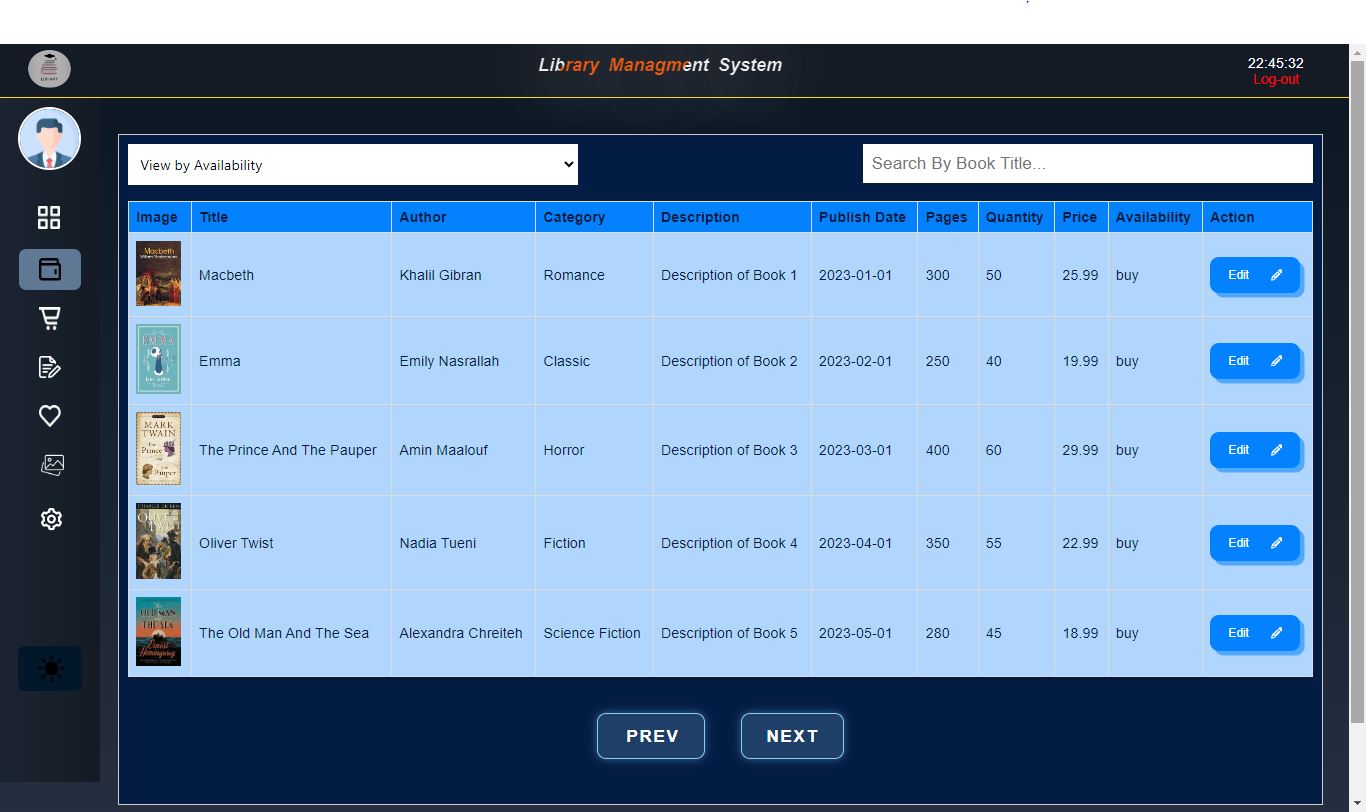 LIBRARY
Library Managment System
22:45:32
Log-out
View by Availability
Search By Book Title...
Image Title Author Category Description Publish Date Pages Quantity Price Availability Action
Macbeth
Macbeth Khalil Gibran Romance Description of Book 1 2023-01-01 300 50 25.99 buy Edit
EMMA
Emma Emily Nasrallah Classic Description of Book 2 2023-02-01 250 40 19.99 buy Edit
MARK
TWAIN
The
Prince
and
The
Pauper
The Prince And The Pauper Amin Maalouf Horror Description of Book 3 2023-03-01 400 60 29.99 buy Edit
CHARLES DICKENS
OLIVER
TWIST
Oliver Twist Nadia Tueni Fiction Description of Book 4 2023-04-01 350 55 22.99 buy Edit
The
OLD MAN
AND
THE SEA
Ernest
Hemingway
The Old Man And The Sea Alexandra Chreiteh Science Fiction Description of Book 5 2023-05-01 280 45 18.99 buy Edit
PREV NEXT